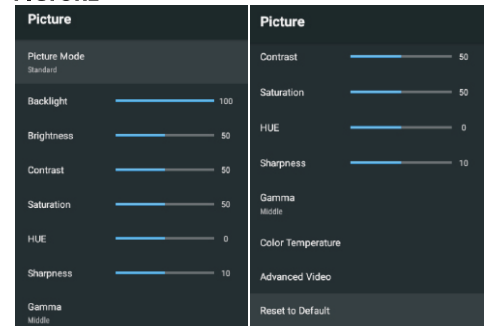 Picture
Picture Mode
Standard
Backlight 100
Brightness 50
Contrast 50
Saturation 50
HUE 0
Sharpness 10
Gamma
Middle
Picture
Contrast 50
Saturation 50
HUE 0
Sharpness 10
Gamma
Middle
Color Temperature
Advanced Video
Reset to Default